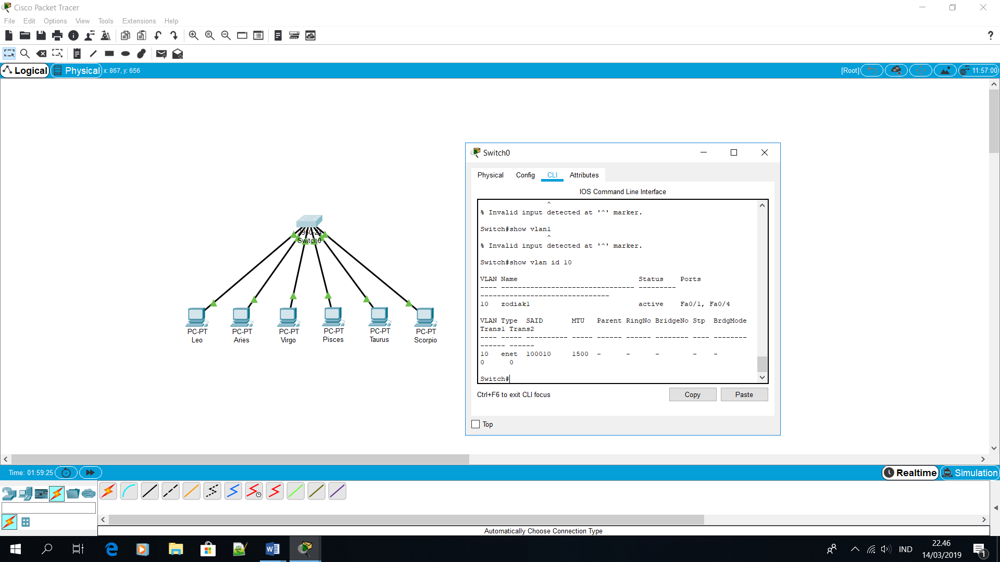 Cisco Packet Tracer
File Edit Options View Tools Extensions Help
?
Logical Physical x: 867, y: 656 [Root] 11:57:00
Switch0
Physical Config CLI Attributes
IOS Command Line Interface
^
% Invalid input detected at '^' marker.
Switch#show vlan1
^
% Invalid input detected at '^' marker.
Switch#show vlan id 10
VLAN Name Status Ports
---- -------------------------------- ---------
-------------------------------
10 zodiak1 active Fa0/1, Fa0/4
VLAN Type SAID MTU Parent RingNo BridgeNo Stp BrdgMode
Trans1 Trans2
---- ----- ---------- ----- ------ ------ -------- ---- --------
------ ------
10 enet 100010 1500 - - - - -
0 0
Switch#
Ctrl+F6 to exit CLI focus Copy Paste
Top
2950-24
Switch0
PC-PT
Leo
PC-PT
Aries
PC-PT
Virgo
PC-PT
Pisces
PC-PT
Taurus
PC-PT
Scorpio
Time: 01:59:25 Realtime Simulation
Automatically Choose Connection Type
IND
22.46
14/03/2019
1